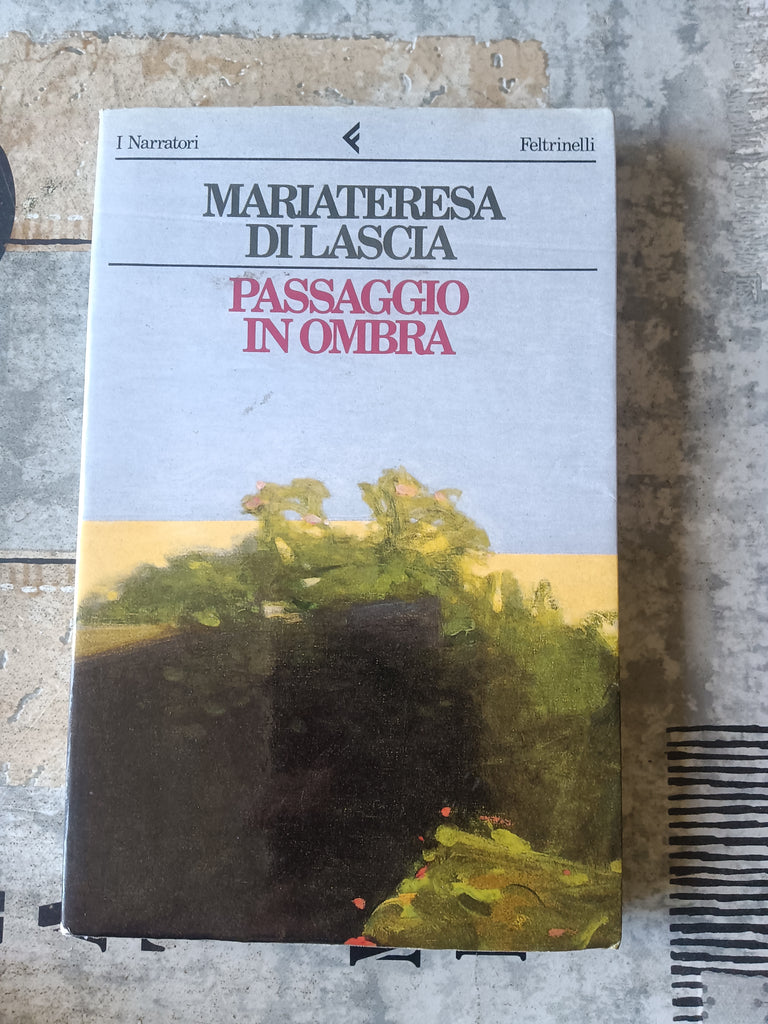 I Narratori
Feltrinelli
MARIATERESA
DI LASCIA
PASSAGGIO
IN OMBRA